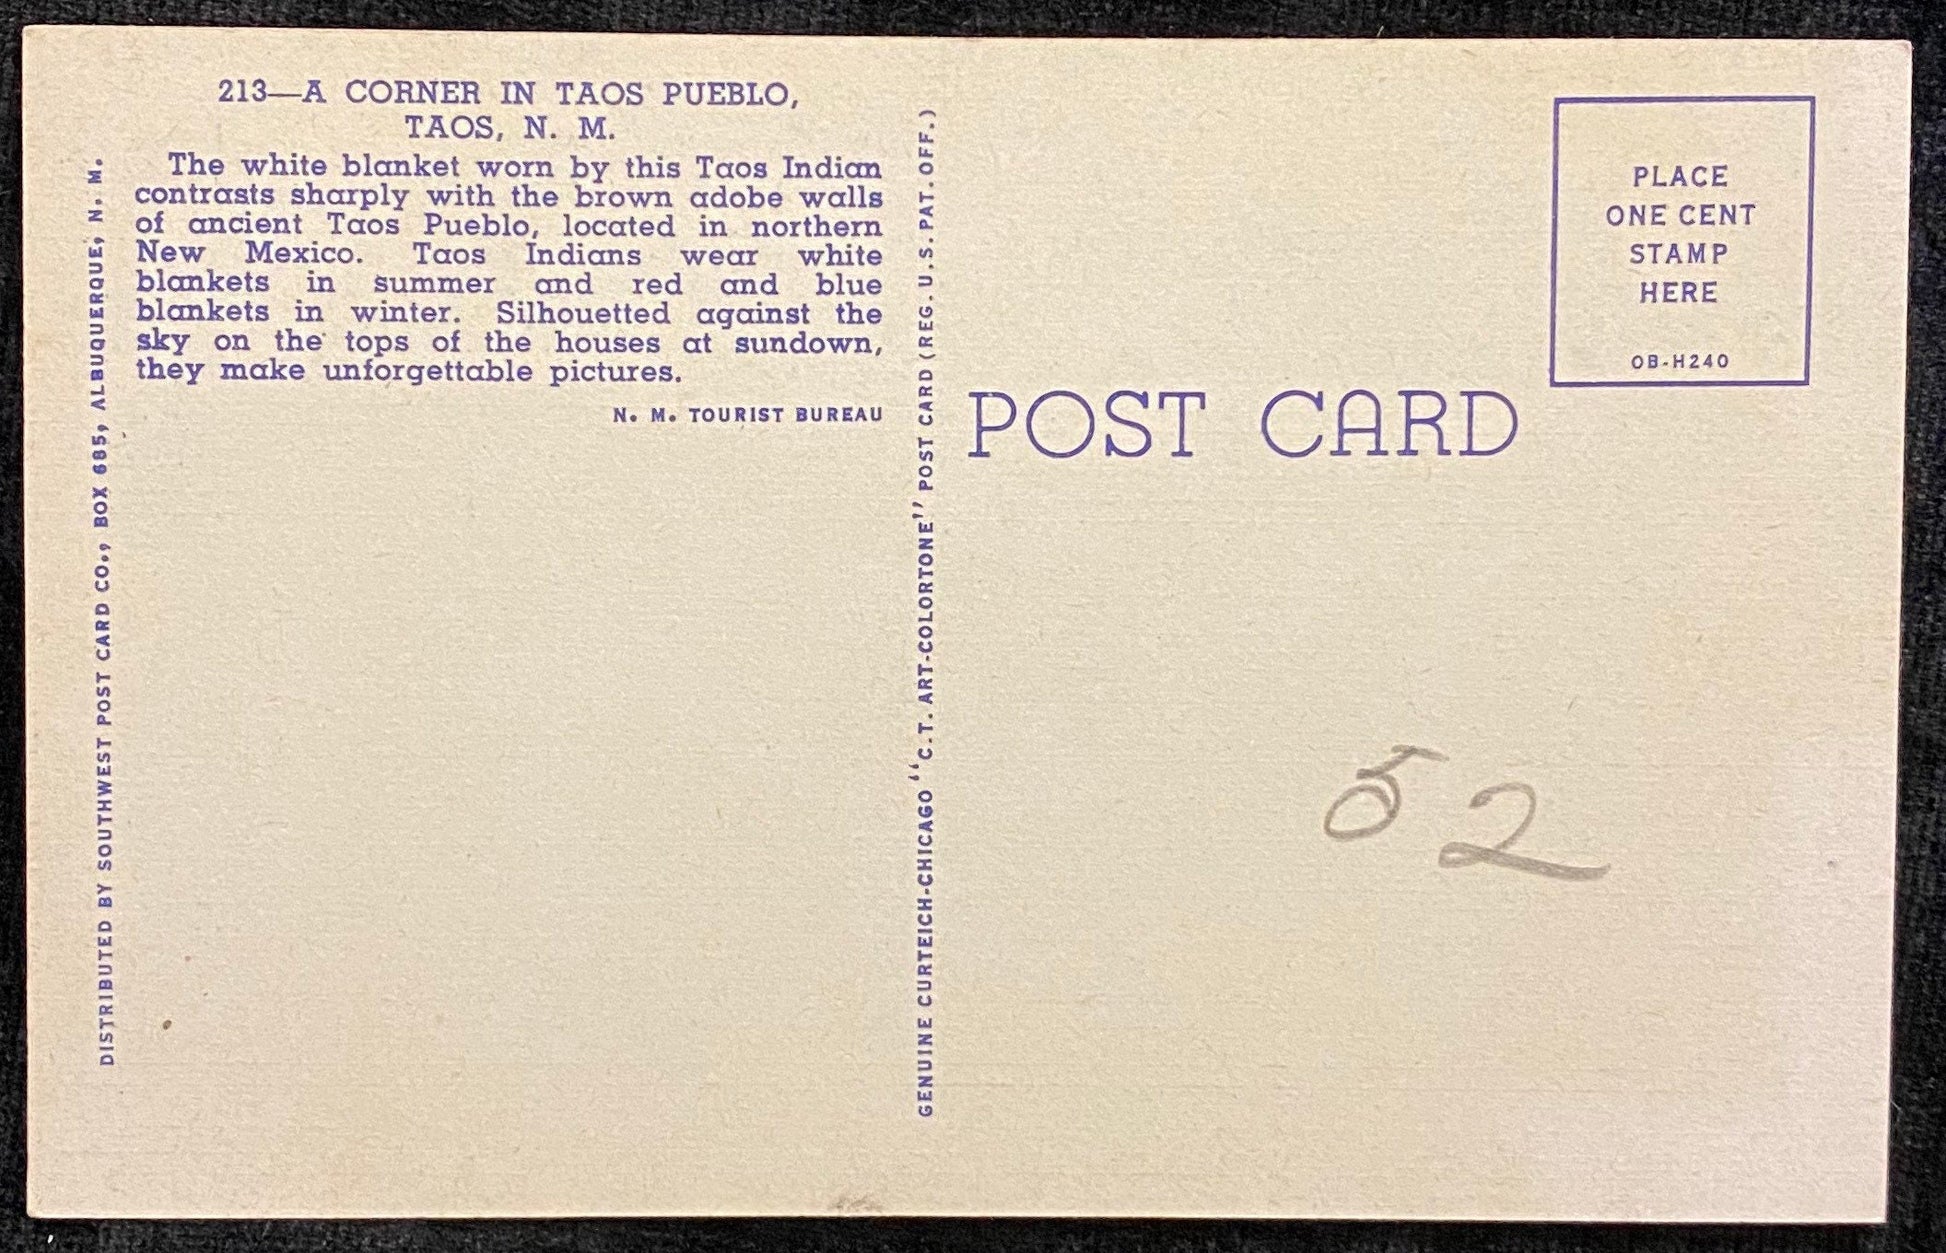 213—A CORNER IN TAOS PUEBLO,
TAOS, N. M.
The white blanket worn by this Taos Indian
contrasts sharply with the brown adobe walls
of ancient Taos Pueblo, located in northern
New Mexico. Taos Indians wear white
blankets in summer and red and blue
blankets in winter. Silhouetted against the
sky on the tops of the houses at sundown,
they make unforgettable pictures.
N. M. TOURIST BUREAU
DISTRIBUTED BY SOUTHWEST POST CARD CO., BOX 685, ALBUQUERQUE, N. M.
GENUINE CURTEICH-CHICAGO "C.T. ART-COLORTONE" POST CARD (REG. U.S. PAT. OFF.)
POST CARD
PLACE
ONE CENT
STAMP
HERE
OB-H240
52